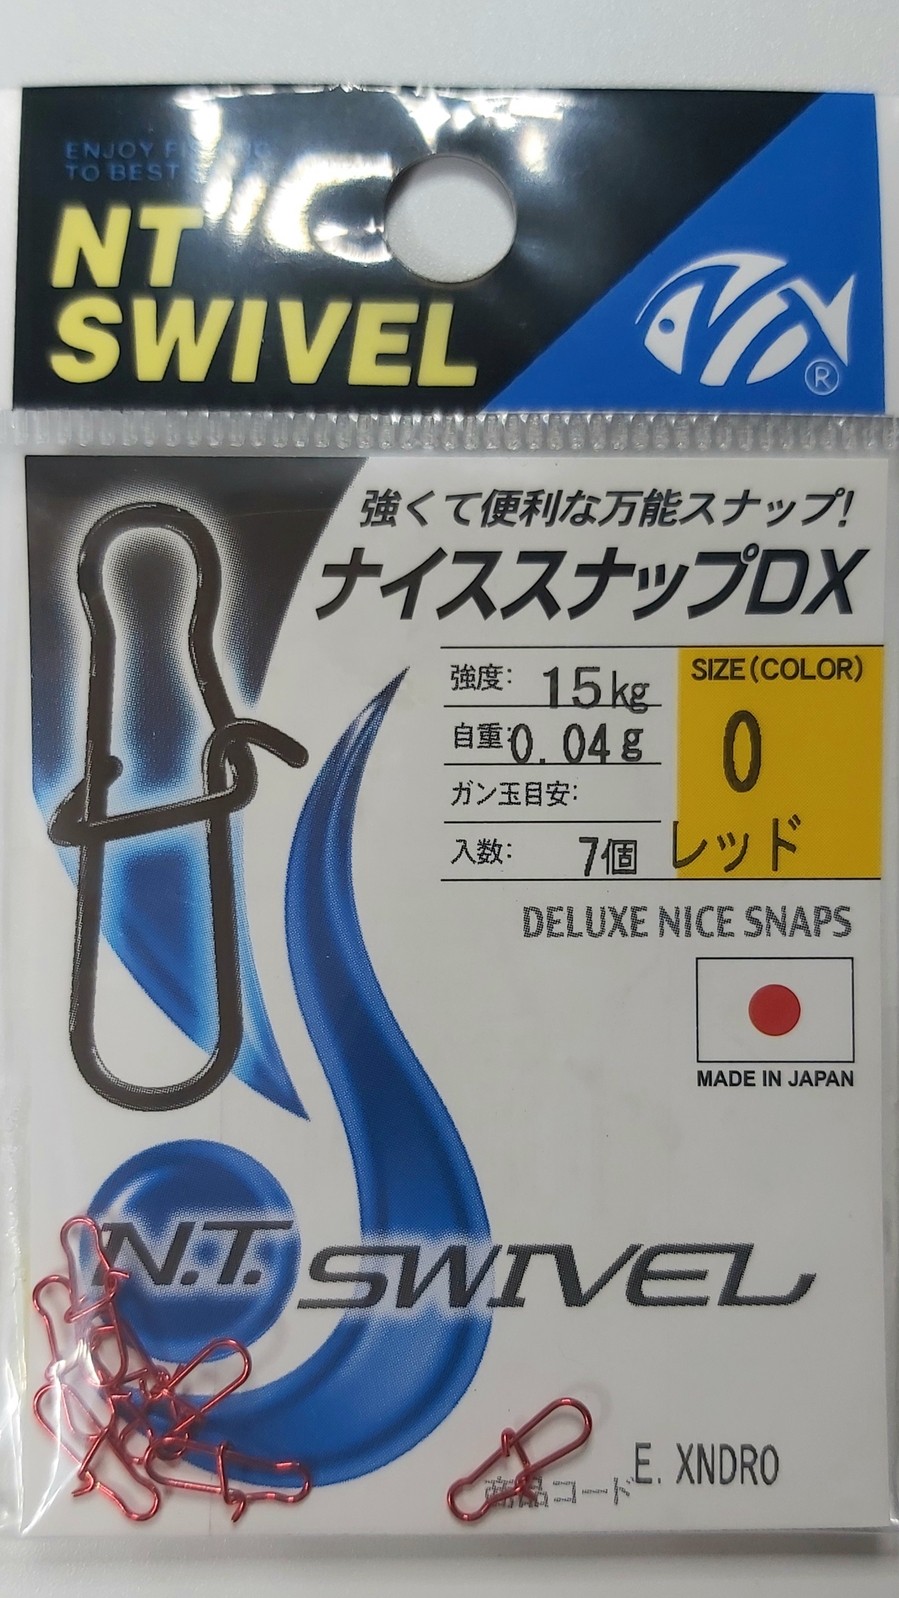 ENJOY FISHING
TO BEST
NT
SWIVEL
®
強くて便利な万能スナップ!
ナイススナップDX
強度: 15kg
自重: 0.04g
ガン玉目安:
入数: 7個
SIZE(COLOR)
0
レッド
DELUXE NICE SNAPS
MADE IN JAPAN
N.T. SWIVEL
商品コード E. XNDRO